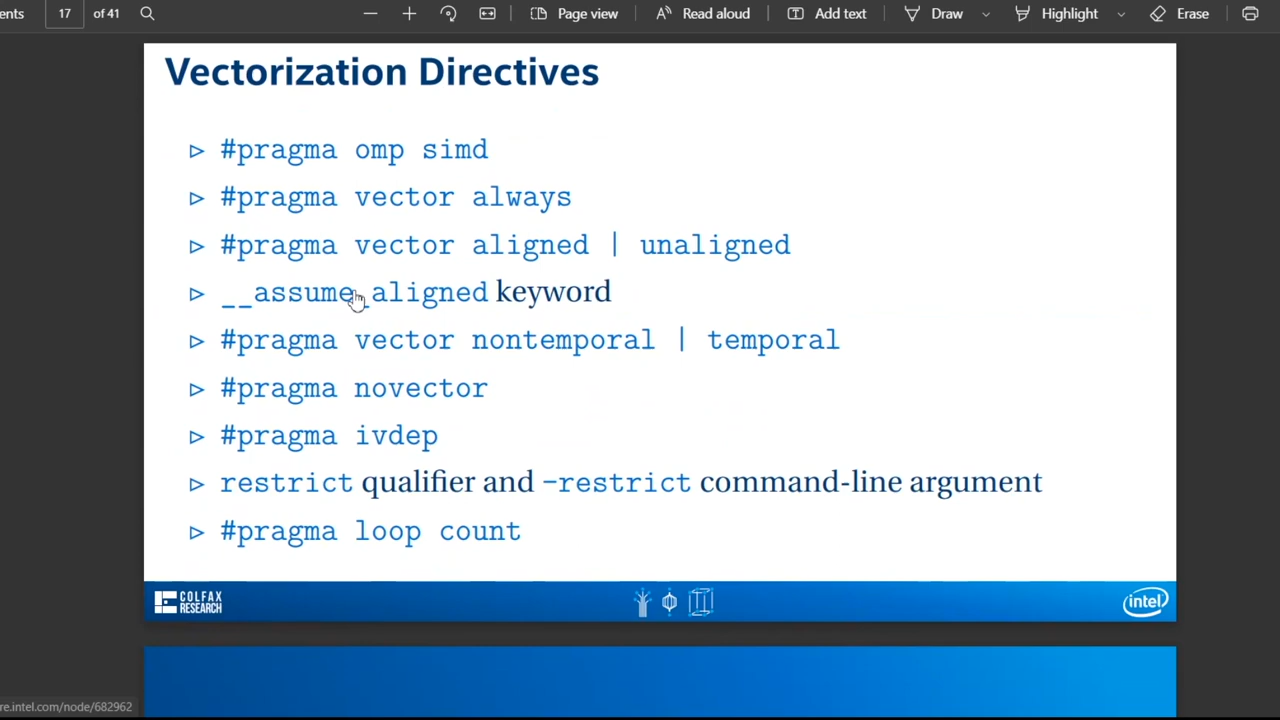 ents 17 of 41 Page view Read aloud Add text Draw Highlight Erase
Vectorization Directives
#pragma omp simd
#pragma vector always
#pragma vector aligned | unaligned
__assume_aligned keyword
#pragma vector nontemporal | temporal
#pragma novector
#pragma ivdep
restrict qualifier and -restrict command-line argument
#pragma loop count
COLFAX
RESEARCH
intel
re.intel.com/node/682962